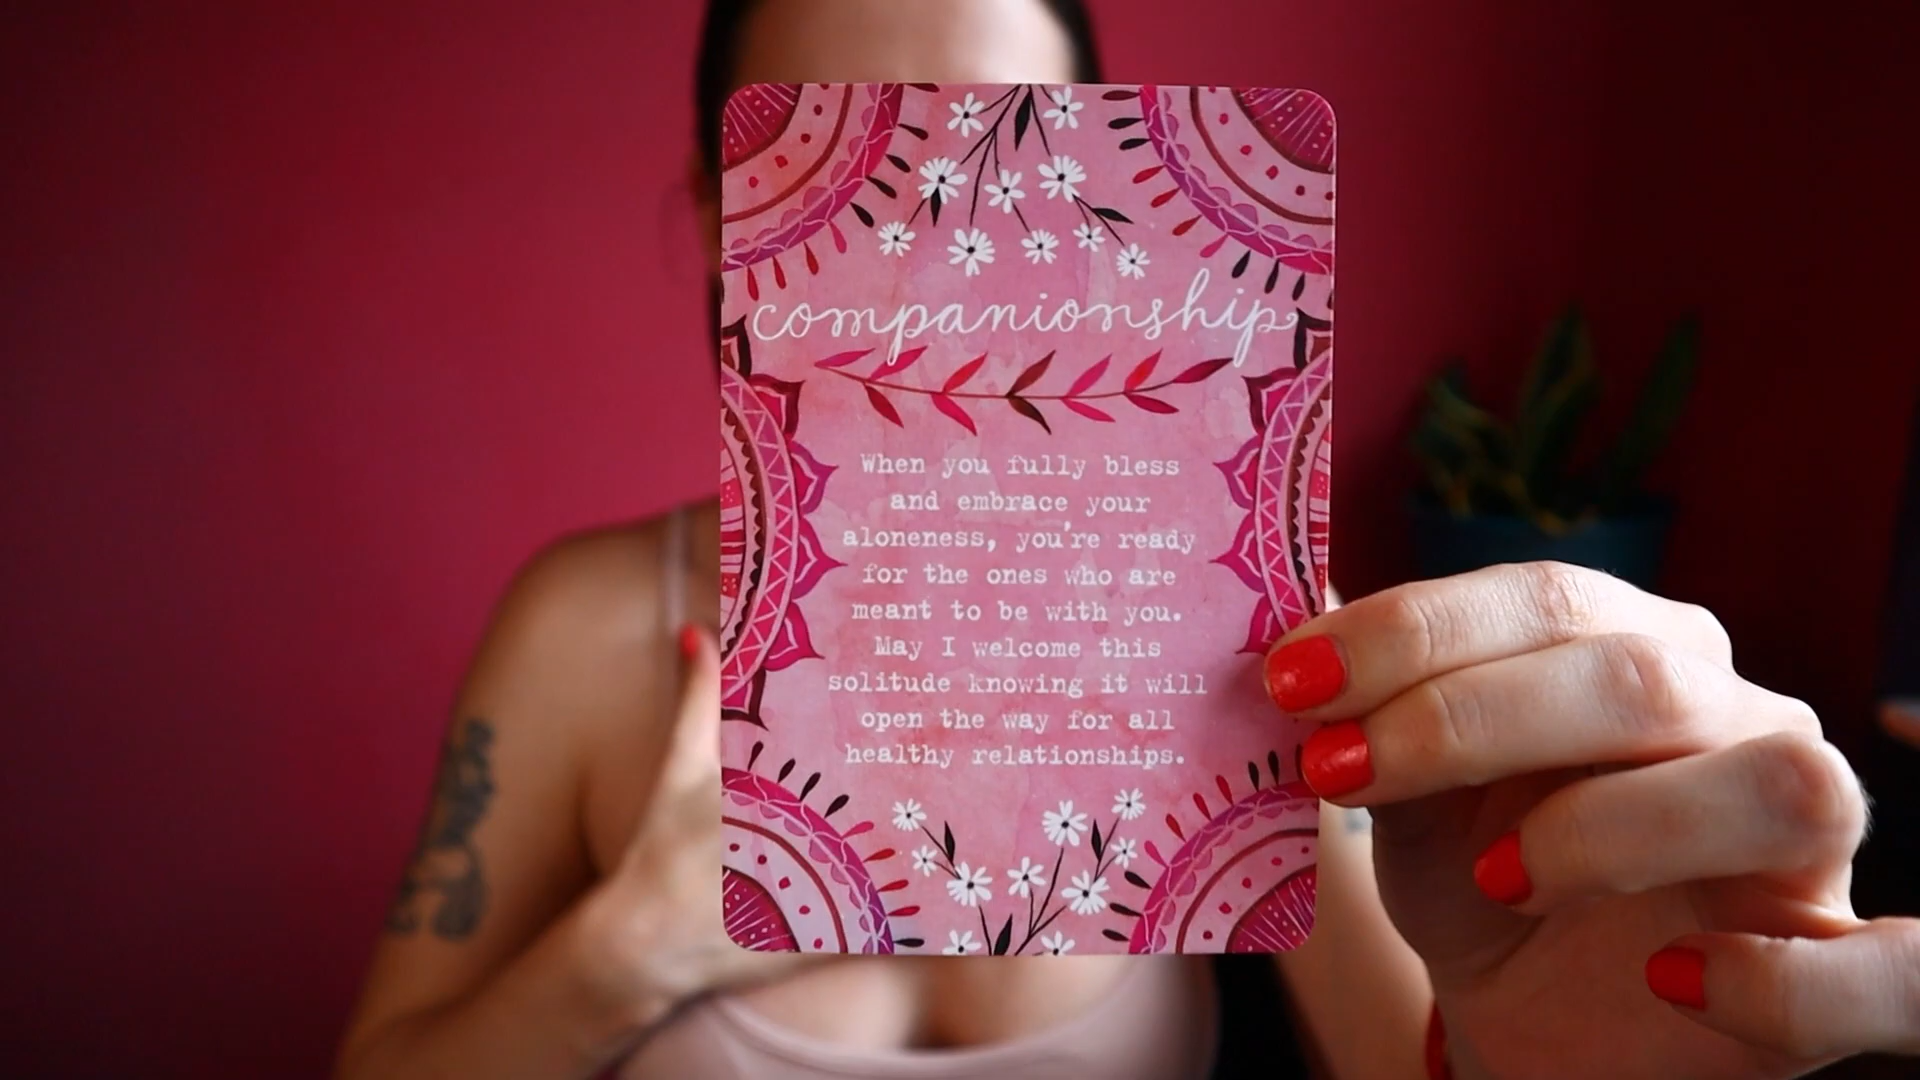 companionship
When you fully bless
and embrace your
aloneness, you're ready
for the ones who are
meant to be with you.
May I welcome this
solitude knowing it will
open the way for all
healthy relationships.